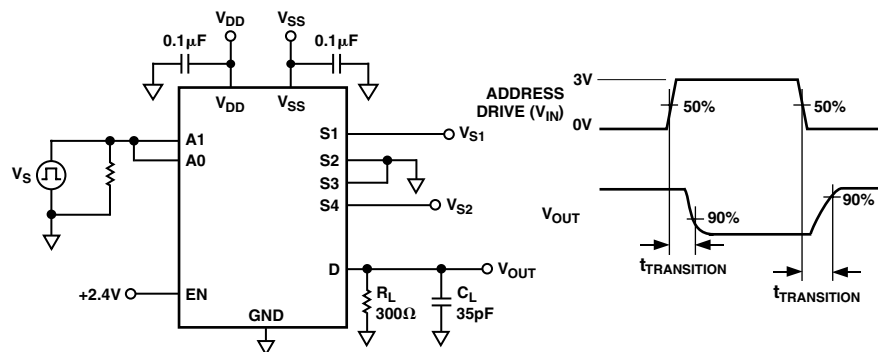 VDD
VSS
0.1µF
0.1µF
VDD
VSS
A1
A0
VS
S1
VS1
S2
S3
S4
VS2
D
VOUT
+2.4V
EN
GND
RL
300Ω
CL
35pF
3V
ADDRESS
DRIVE (VIN)
0V
50%
50%
VOUT
90%
90%
tTRANSITION
tTRANSITION